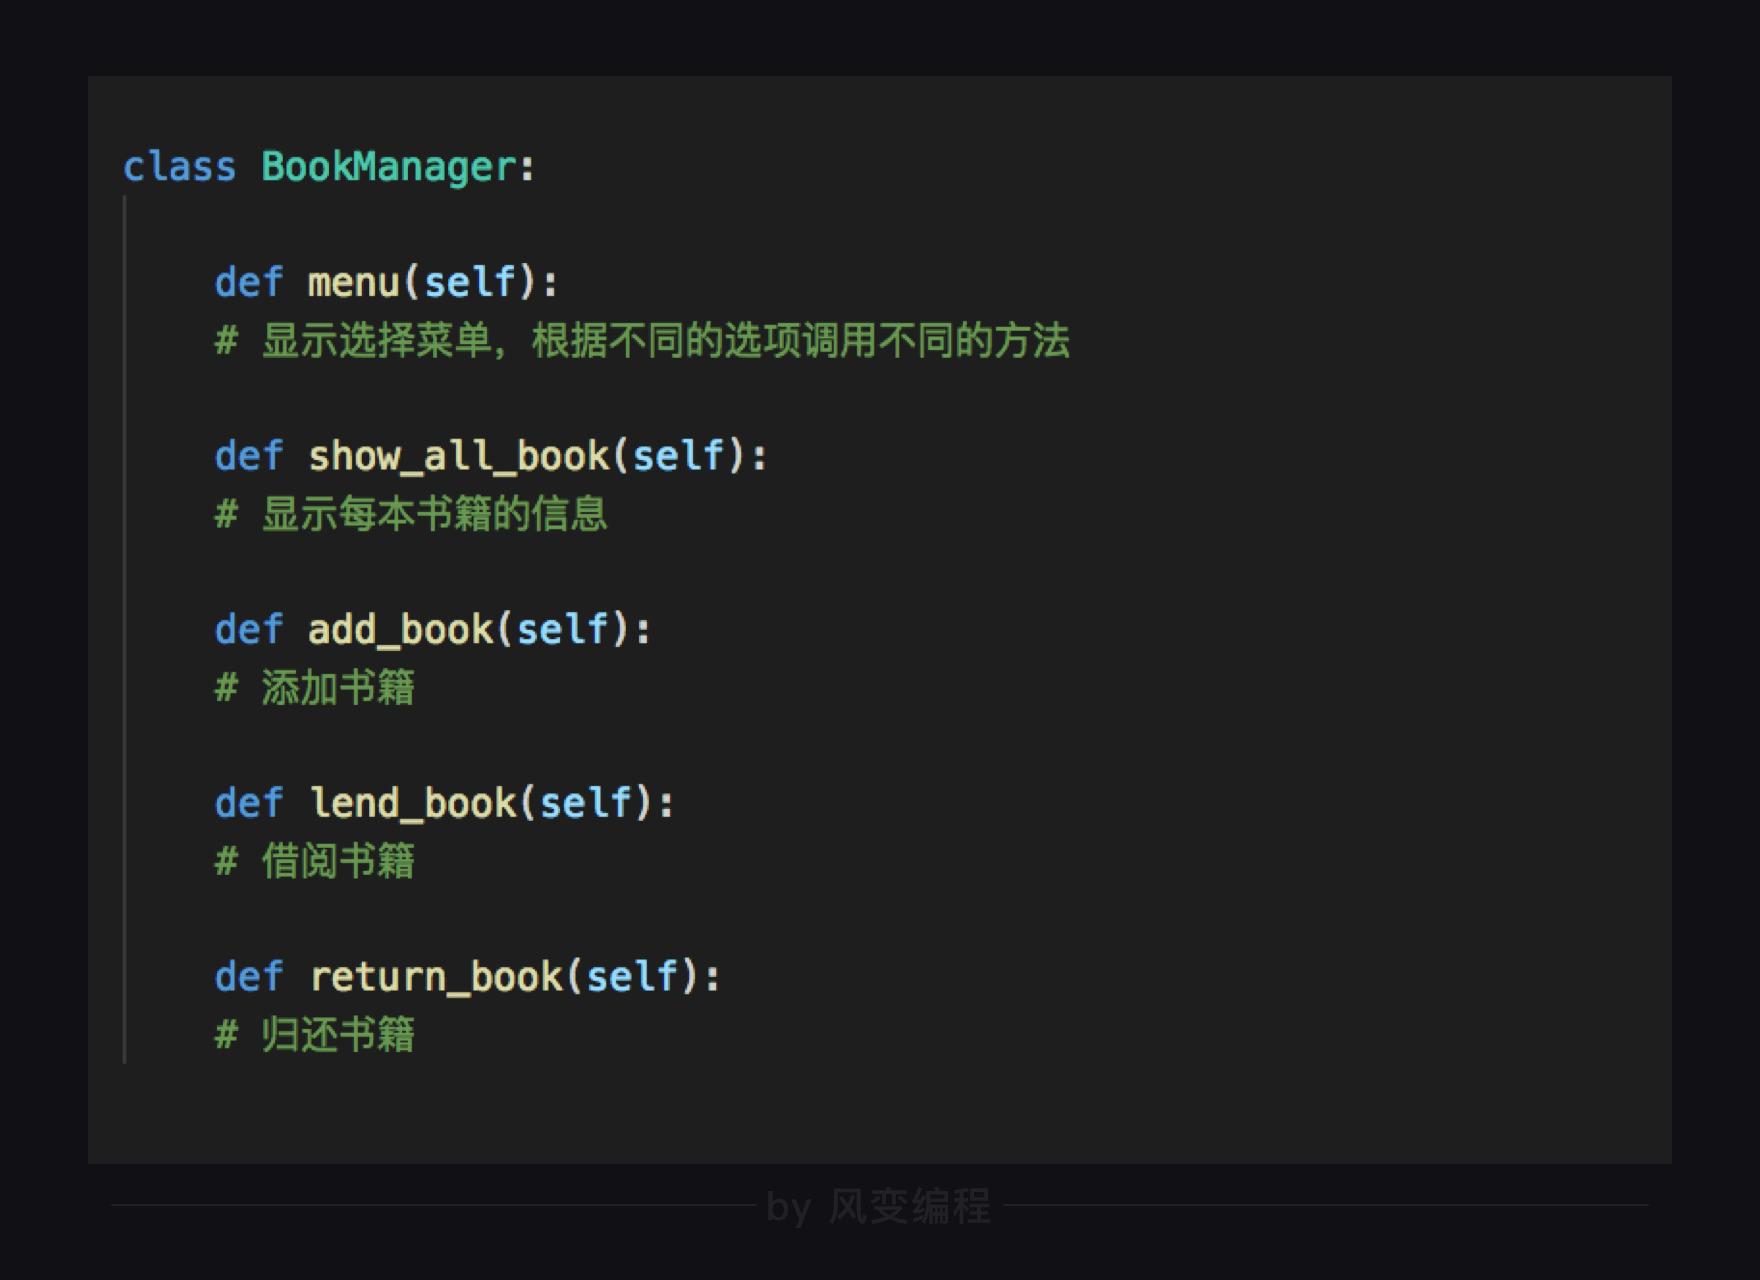 class BookManager:
def menu(self):
# 显示选择菜单，根据不同的选项调用不同的方法
def show_all_book(self):
# 显示每本书籍的信息
def add_book(self):
# 添加书籍
def lend_book(self):
# 借阅书籍
def return_book(self):
# 归还书籍
by 风变编程